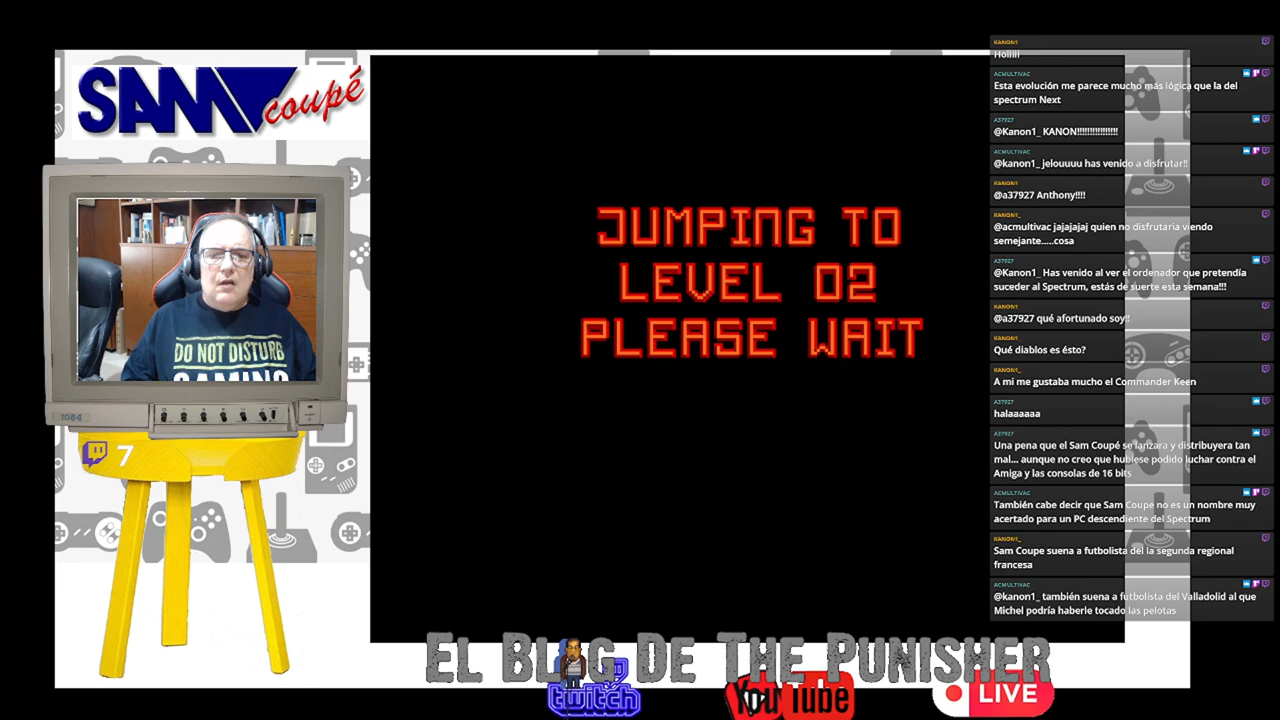 SAM
coupé
DO NOT DISTURB
GAMING
1084
7
JUMPING TO
LEVEL 02
PLEASE WAIT
KANON1_
Holiiii
ACMULTIVAC
Esta evolución me parece mucho más lógica que la del
spectrum Next
A37927
@Kanon1_ KANON!!!!!!!!!!!!!!!!
ACMULTIVAC
@kanon1_ jelouuuu has venido a disfrutar!!
KANON1_
@a37927 Anthony!!!!
KANON1_
@acmultivac jajajajaj quien no disfrutaria viendo
semejante.....cosa
A37927
@Kanon1_ Has venido al ver el ordenador que pretendía
suceder al Spectrum, estás de suerte esta semana!!!
KANON1_
@a37927 qué afortunado soy!!
KANON1_
Qué diablos es ésto?
KANON1_
A mi me gustaba mucho el Commander Keen
A37927
halaaaaaa
A37927
Una pena que el Sam Coupé se lanzara y distribuyera tan
mal... aunque no creo que hubiese podido luchar contra el
Amiga y las consolas de 16 bits
ACMULTIVAC
También cabe decir que Sam Coupe no es un nombre muy
acertado para un PC descendiente del Spectrum
KANON1_
Sam Coupe suena a futbolista del la segunda regional
francesa
ACMULTIVAC
@kanon1_ también suena a futbolista del Valladolid al que
Michel podría haberle tocado las pelotas
EL BLOG DE THE PUNISHER
twitch
YouTube
LIVE